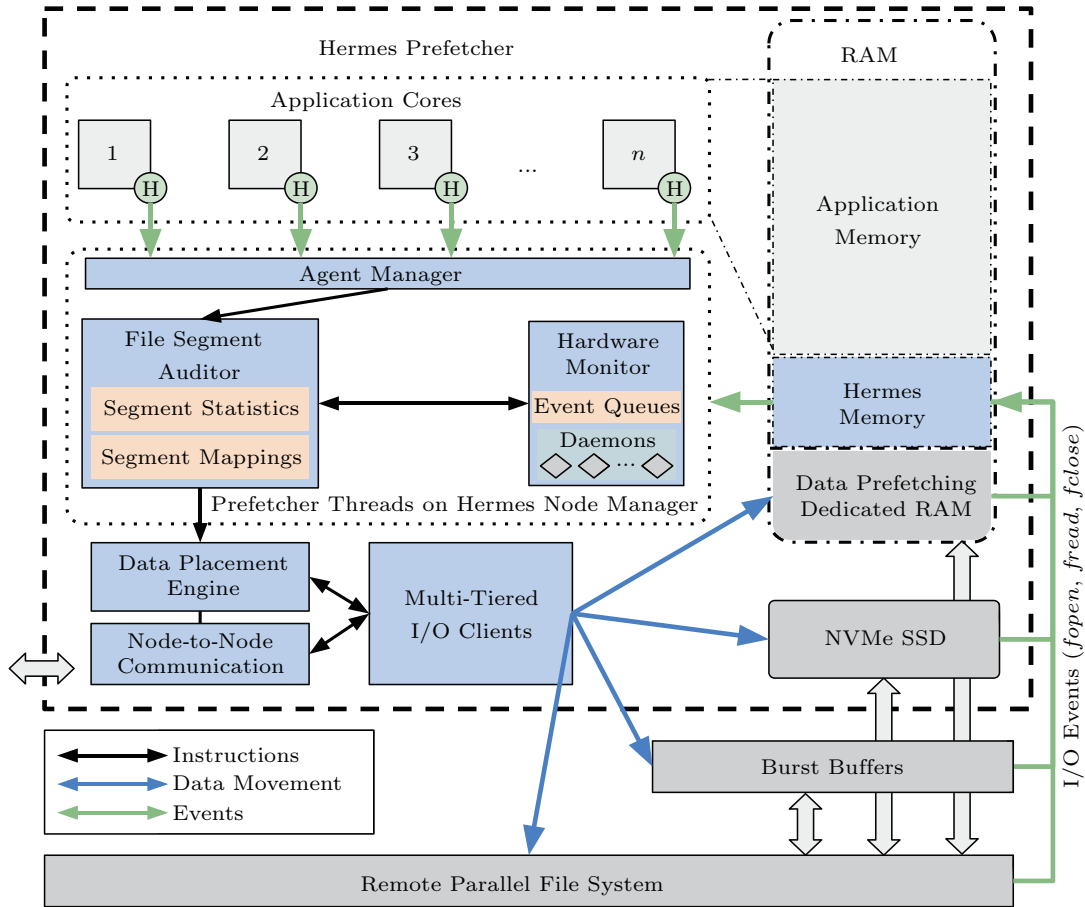 Hermes Prefetcher
RAM
Application Cores
1
2
3
...
n
H
H
H
H
Application
Memory
Agent Manager
File Segment
Auditor
Segment Statistics
Segment Mappings
Hardware
Monitor
Event Queues
Daemons
...
Hermes
Memory
Prefetcher Threads on Hermes Node Manager
Data Prefetching
Dedicated RAM
Data Placement
Engine
Node-to-Node
Communication
Multi-Tiered
I/O Clients
NVMe SSD
I/O Events (fopen, fread, fclose)
Instructions
Data Movement
Events
Burst Buffers
Remote Parallel File System